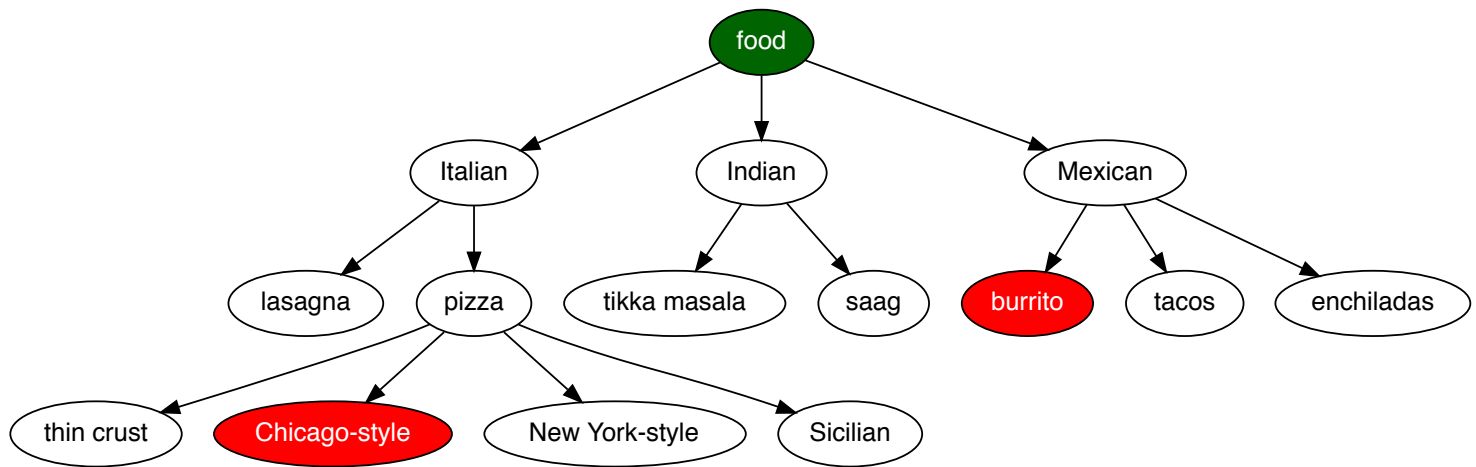 food
Italian
Indian
Mexican
lasagna
pizza
tikka masala
saag
burrito
tacos
enchiladas
thin crust
Chicago-style
New York-style
Sicilian